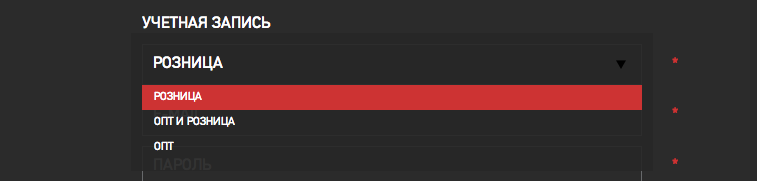 УЧЕТНАЯ ЗАПИСЬ
РОЗНИЦА
*
РОЗНИЦА
*
ОПТ И РОЗНИЦА
ОПТ
ПАРОЛЬ
*